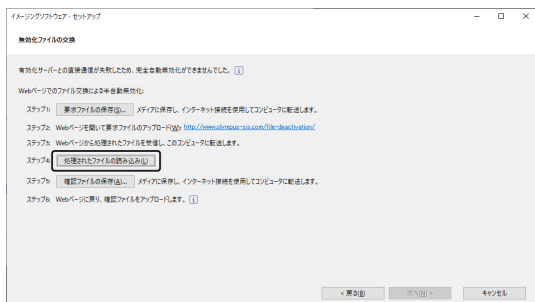 イメージングソフトウェア - セットアップ
無効化ファイルの交換
有効化サーバーとの直接通信が失敗したため、完全自動無効化ができませんでした。 i
Webページでのファイル交換による半自動無効化:
ステップ1: 要求ファイルの保存(S)... メディアに保存し、インターネット接続を使用してコンピュータに転送します。
ステップ2: Webページを開いて要求ファイルのアップロード(W): http://www.olympus-sis.com/file-deactivation/
ステップ3: Webページから処理されたファイルを受信し、このコンピュータに転送します。
ステップ4: 処理されたファイルの読み込み(L)
ステップ5: 確認ファイルの保存(A)... メディアに保存し、インターネット接続を使用してコンピュータに転送します。
ステップ6: Webページに戻り、確認ファイルをアップロードします。 i
< 戻る(B) 次へ(N) > キャンセル